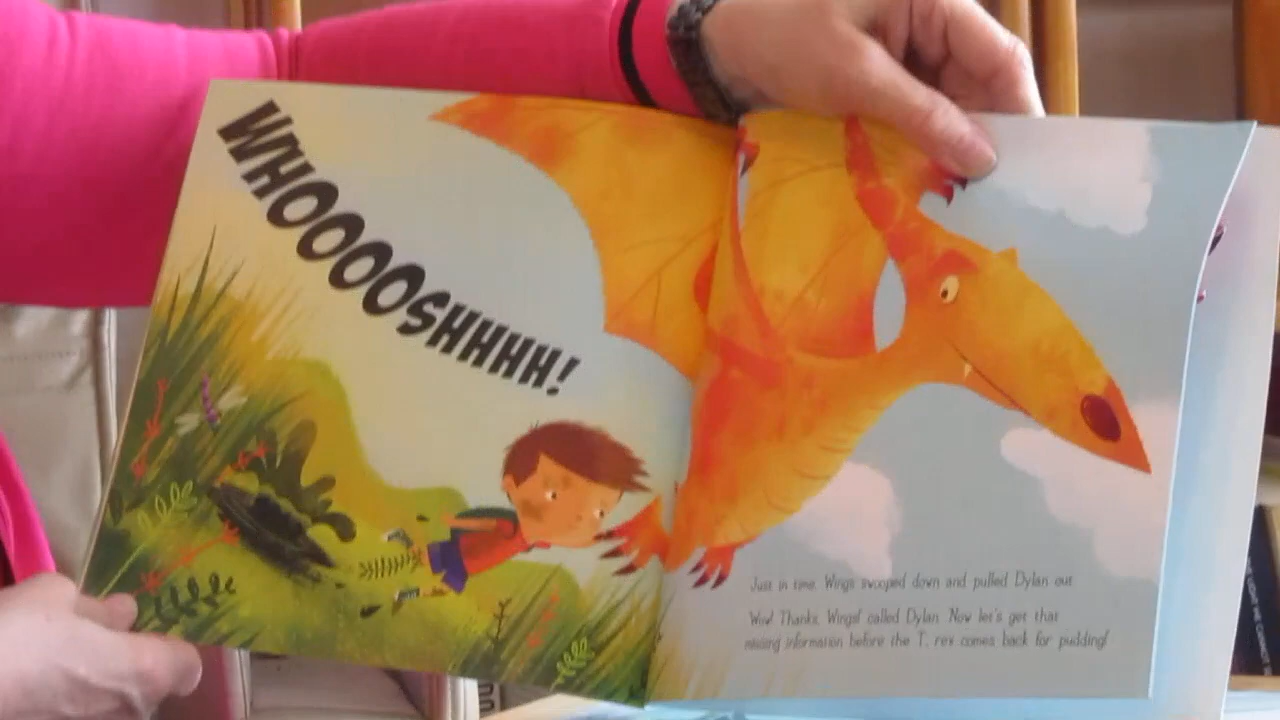 WHOOOOSHHHH!
Just in time, Wings swooped down and pulled Dylan out.
'Wow! Thanks, Wings!' called Dylan. 'Now let's get that
missing information before the T. rex comes back for pudding!'